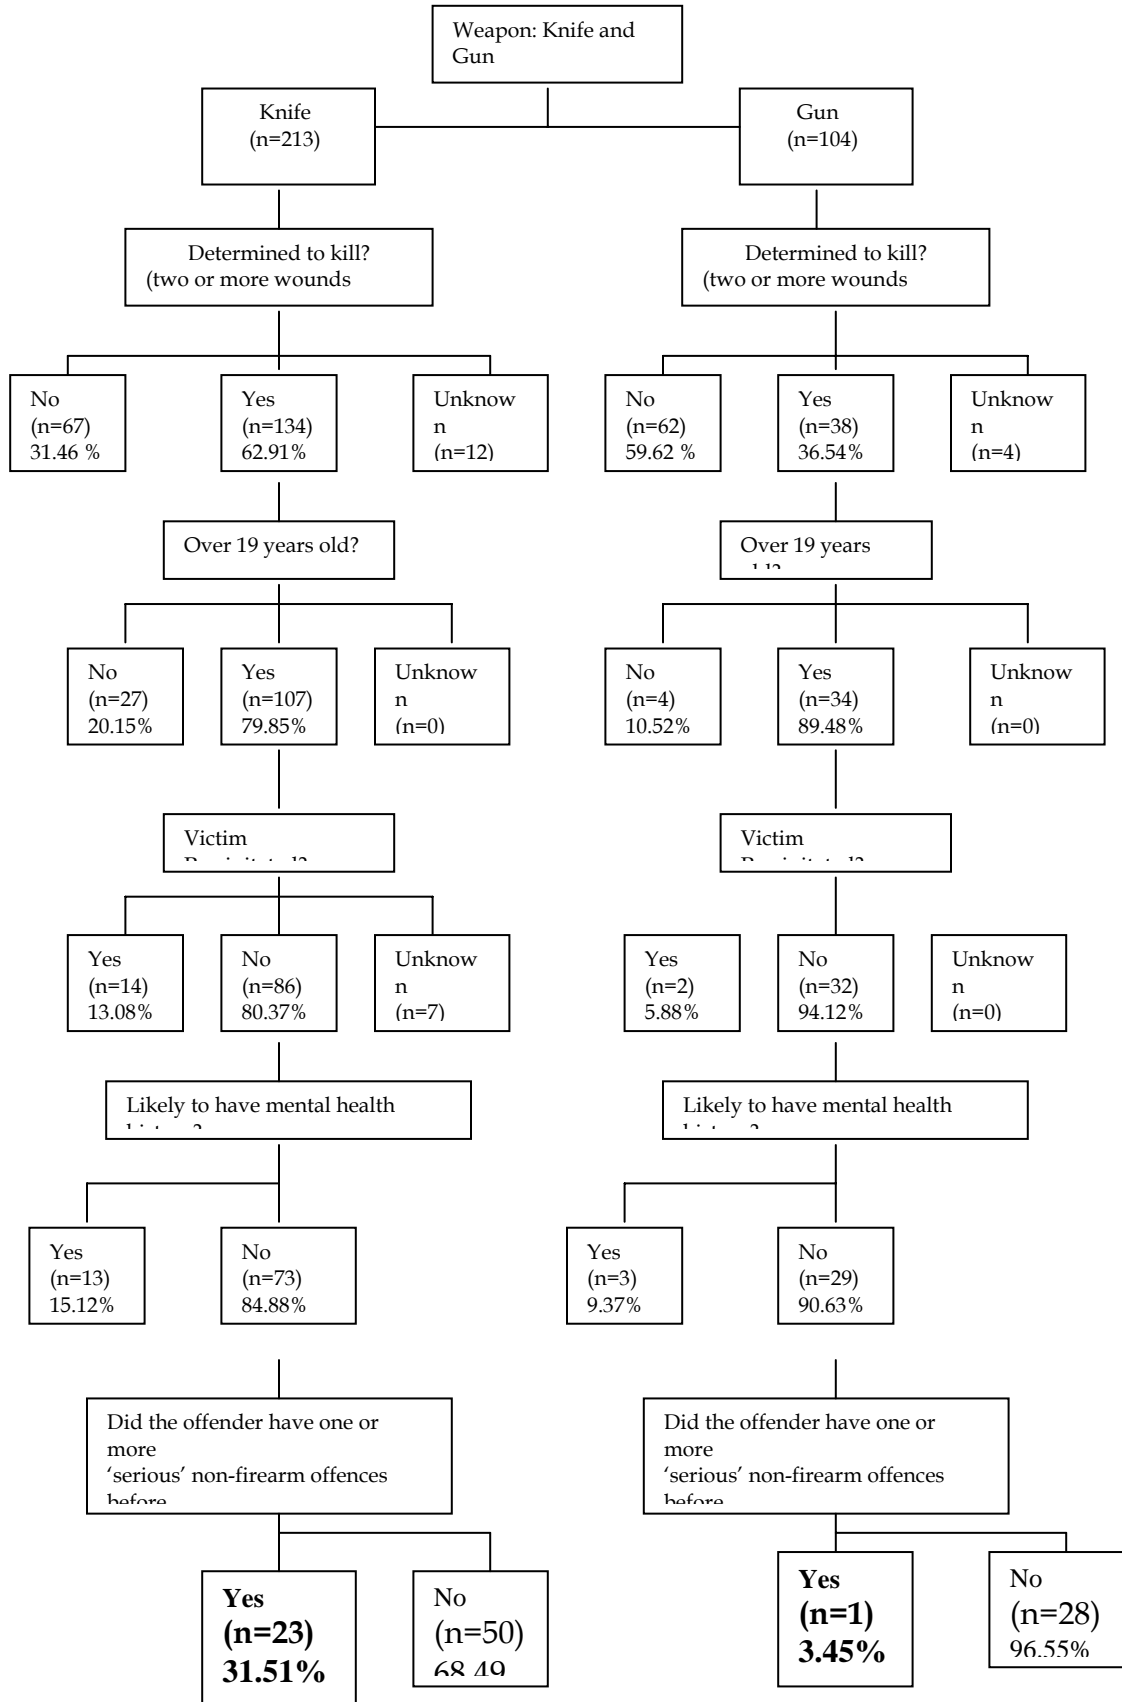 Weapon: Knife and
Gun
Knife
(n=213)
Gun
(n=104)
Determined to kill?
(two or more wounds
Determined to kill?
(two or more wounds
No
(n=67)
31.46 %
Yes
(n=134)
62.91%
Unknow
n
(n=12)
No
(n=62)
59.62 %
Yes
(n=38)
36.54%
Unknow
n
(n=4)
Over 19 years old?
Over 19 years
No
(n=27)
20.15%
Yes
(n=107)
79.85%
Unknow
n
(n=0)
No
(n=4)
10.52%
Yes
(n=34)
89.48%
Unknow
n
(n=0)
Victim
Victim
Yes
(n=14)
13.08%
No
(n=86)
80.37%
Unknow
n
(n=7)
Yes
(n=2)
5.88%
No
(n=32)
94.12%
Unknow
n
(n=0)
Likely to have mental health
Likely to have mental health
Yes
(n=13)
15.12%
No
(n=73)
84.88%
Yes
(n=3)
9.37%
No
(n=29)
90.63%
Did the offender have one or
more
‘serious’ non-firearm offences
before
Did the offender have one or
more
‘serious’ non-firearm offences
before
Yes
(n=23)
31.51%
No
(n=50)
68.49
Yes
(n=1)
3.45%
No
(n=28)
96.55%